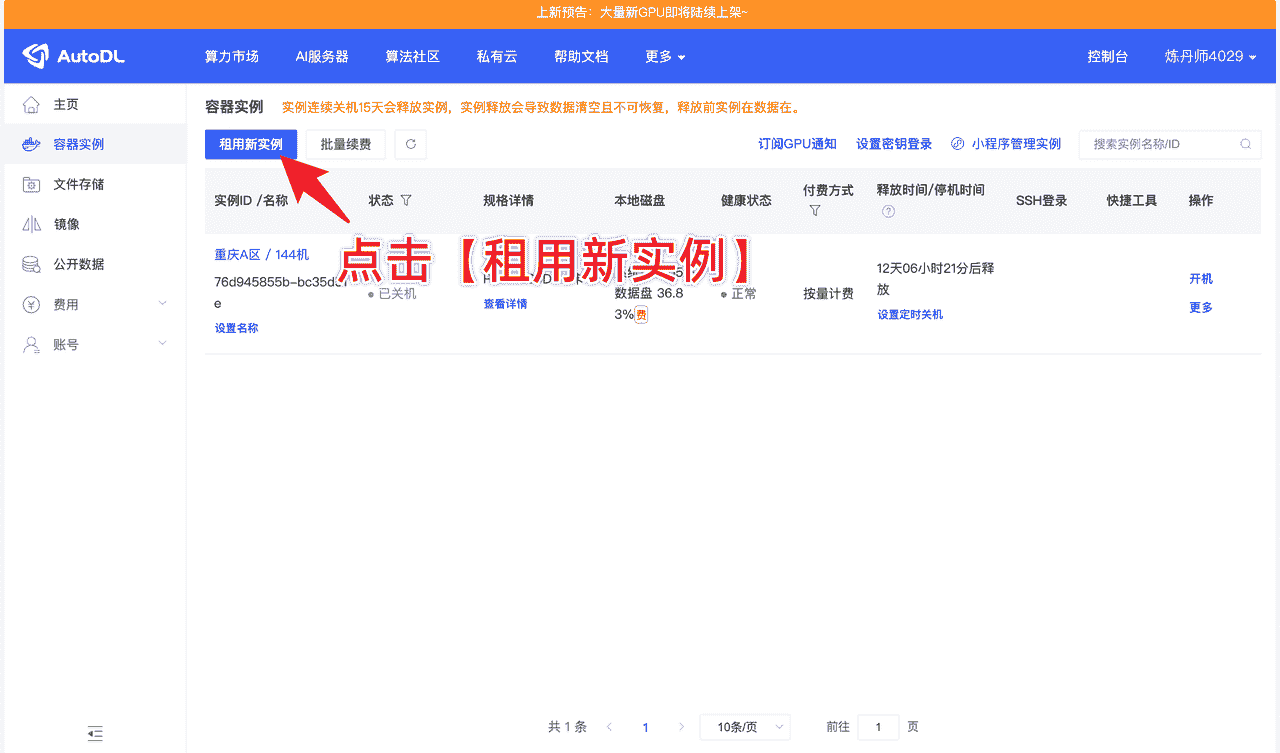 上新预告：大量新GPU即将陆续上架~
AutoDL 算力市场 AI服务器 算法社区 私有云 帮助文档 更多 控制台 炼丹师4029
主页
容器实例
文件存储
镜像
公开数据
费用
账号
容器实例 实例连续关机15天会释放实例，实例释放会导致数据清空且不可恢复，释放前实例在数据在。
租用新实例 批量续费 订阅GPU通知 设置密钥登录 小程序管理实例 搜索实例名称/ID
实例ID /名称 状态 规格详情 本地磁盘 健康状态 付费方式 释放时间/停机时间 SSH登录 快捷工具 操作
点击【租用新实例】
重庆A区 / 144机
76d945855b-bc35d
e
设置名称
已关机
查看详情
数据盘 36.8
3% 费
正常
按量计费
12天06小时21分后释
放
设置定时关机
开机
更多
共 1 条 1 10条/页 前往 1 页